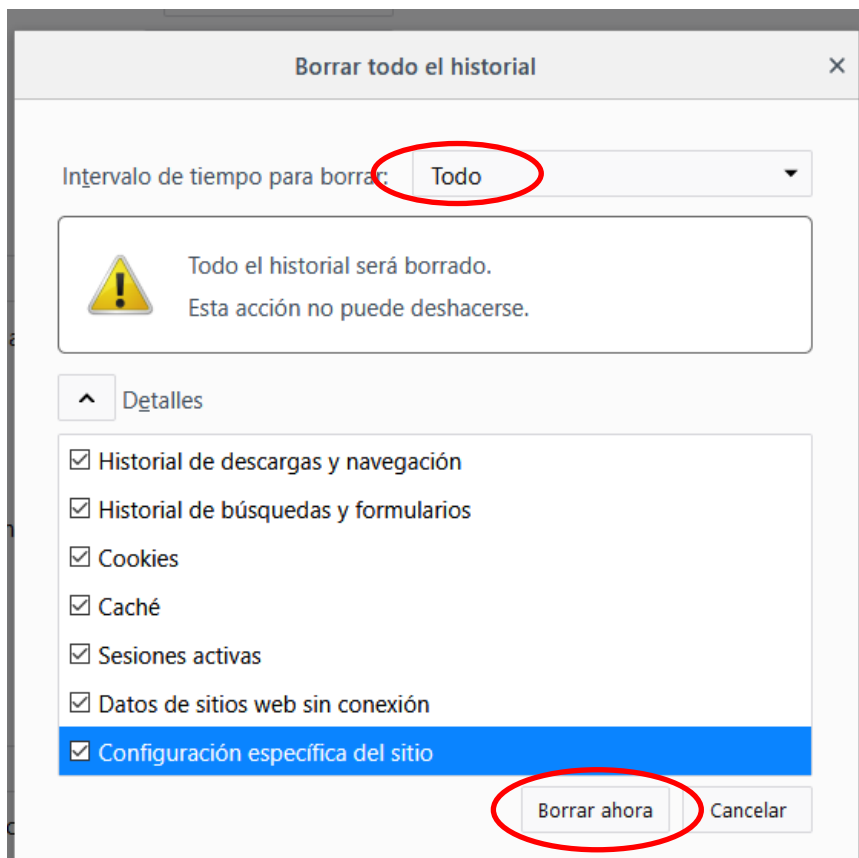 Borrar todo el historial
Intervalo de tiempo para borrar: Todo
Todo el historial será borrado.
Esta acción no puede deshacerse.
Detalles
Historial de descargas y navegación
Historial de búsquedas y formularios
Cookies
Caché
Sesiones activas
Datos de sitios web sin conexión
Configuración específica del sitio
Borrar ahora Cancelar